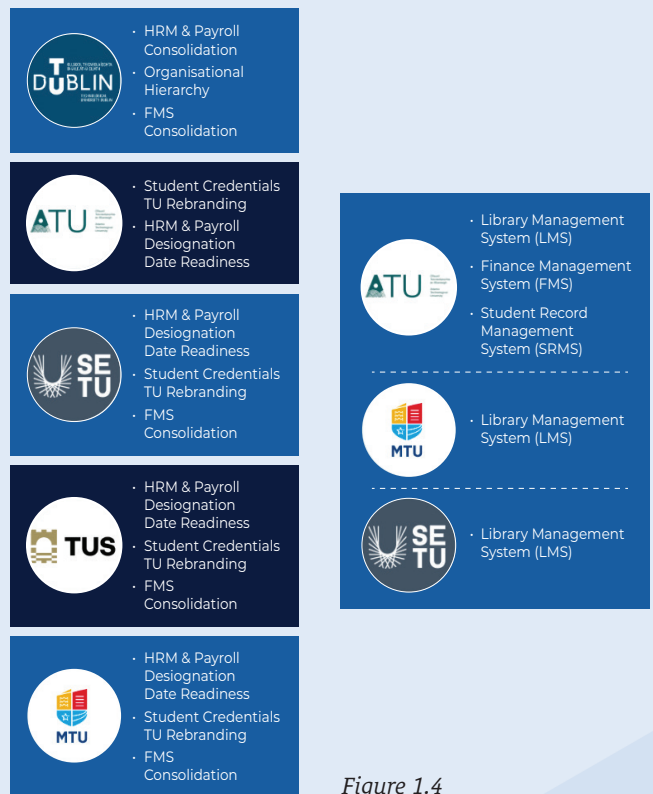 TU
DUBLIN
• HRM & Payroll
Consolidation
• Organisational
Hierarchy
• FMS
Consolidation
ATU
• Student Credentials
TU Rebranding
• HRM & Payroll
Desiognation
Date Readiness
SETU
• HRM & Payroll
Desiognation
Date Readiness
• Student Credentials
TU Rebranding
• FMS
Consolidation
TUS
• HRM & Payroll
Desiognation
Date Readiness
• Student Credentials
TU Rebranding
• FMS
Consolidation
MTU
• HRM & Payroll
Desiognation
Date Readiness
• Student Credentials
TU Rebranding
• FMS
Consolidation
ATU
• Library Management
System (LMS)
• Finance Management
System (FMS)
• Student Record
Management
System (SRMS)
MTU
• Library Management
System (LMS)
SETU
• Library Management
System (LMS)
Figure 1.4